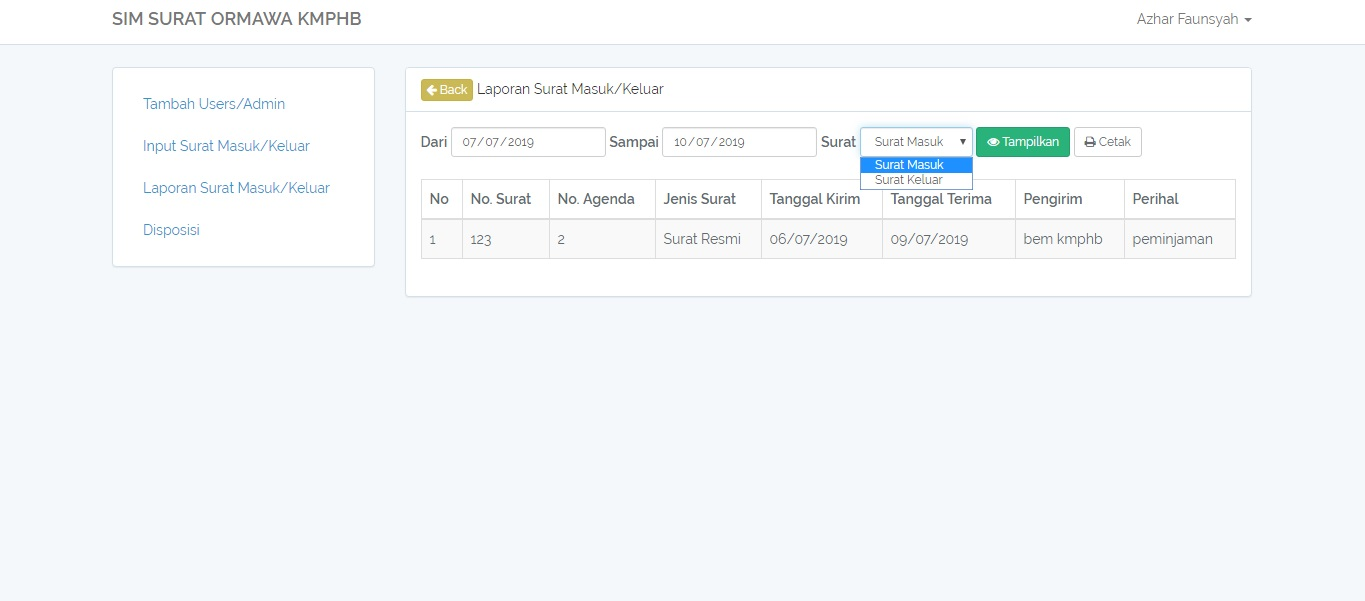 SIM SURAT ORMAWA KMPHB
Azhar Faunsyah
Tambah Users/Admin
Input Surat Masuk/Keluar
Laporan Surat Masuk/Keluar
Disposisi
Back Laporan Surat Masuk/Keluar
Dari 07/07/2019 Sampai 10/07/2019 Surat Surat Masuk Tampilkan Cetak
Surat Masuk
Surat Keluar
No No. Surat No. Agenda Jenis Surat Tanggal Kirim Tanggal Terima Pengirim Perihal
1 123 2 Surat Resmi 06/07/2019 09/07/2019 bem kmphb peminjaman